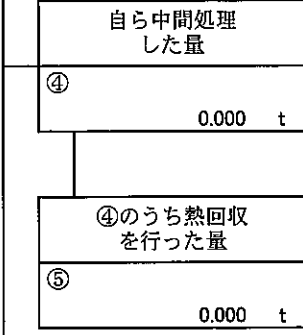 自ら中間処理
した量
④
0.000 t
④のうち熱回収
を行った量
⑤
0.000 t